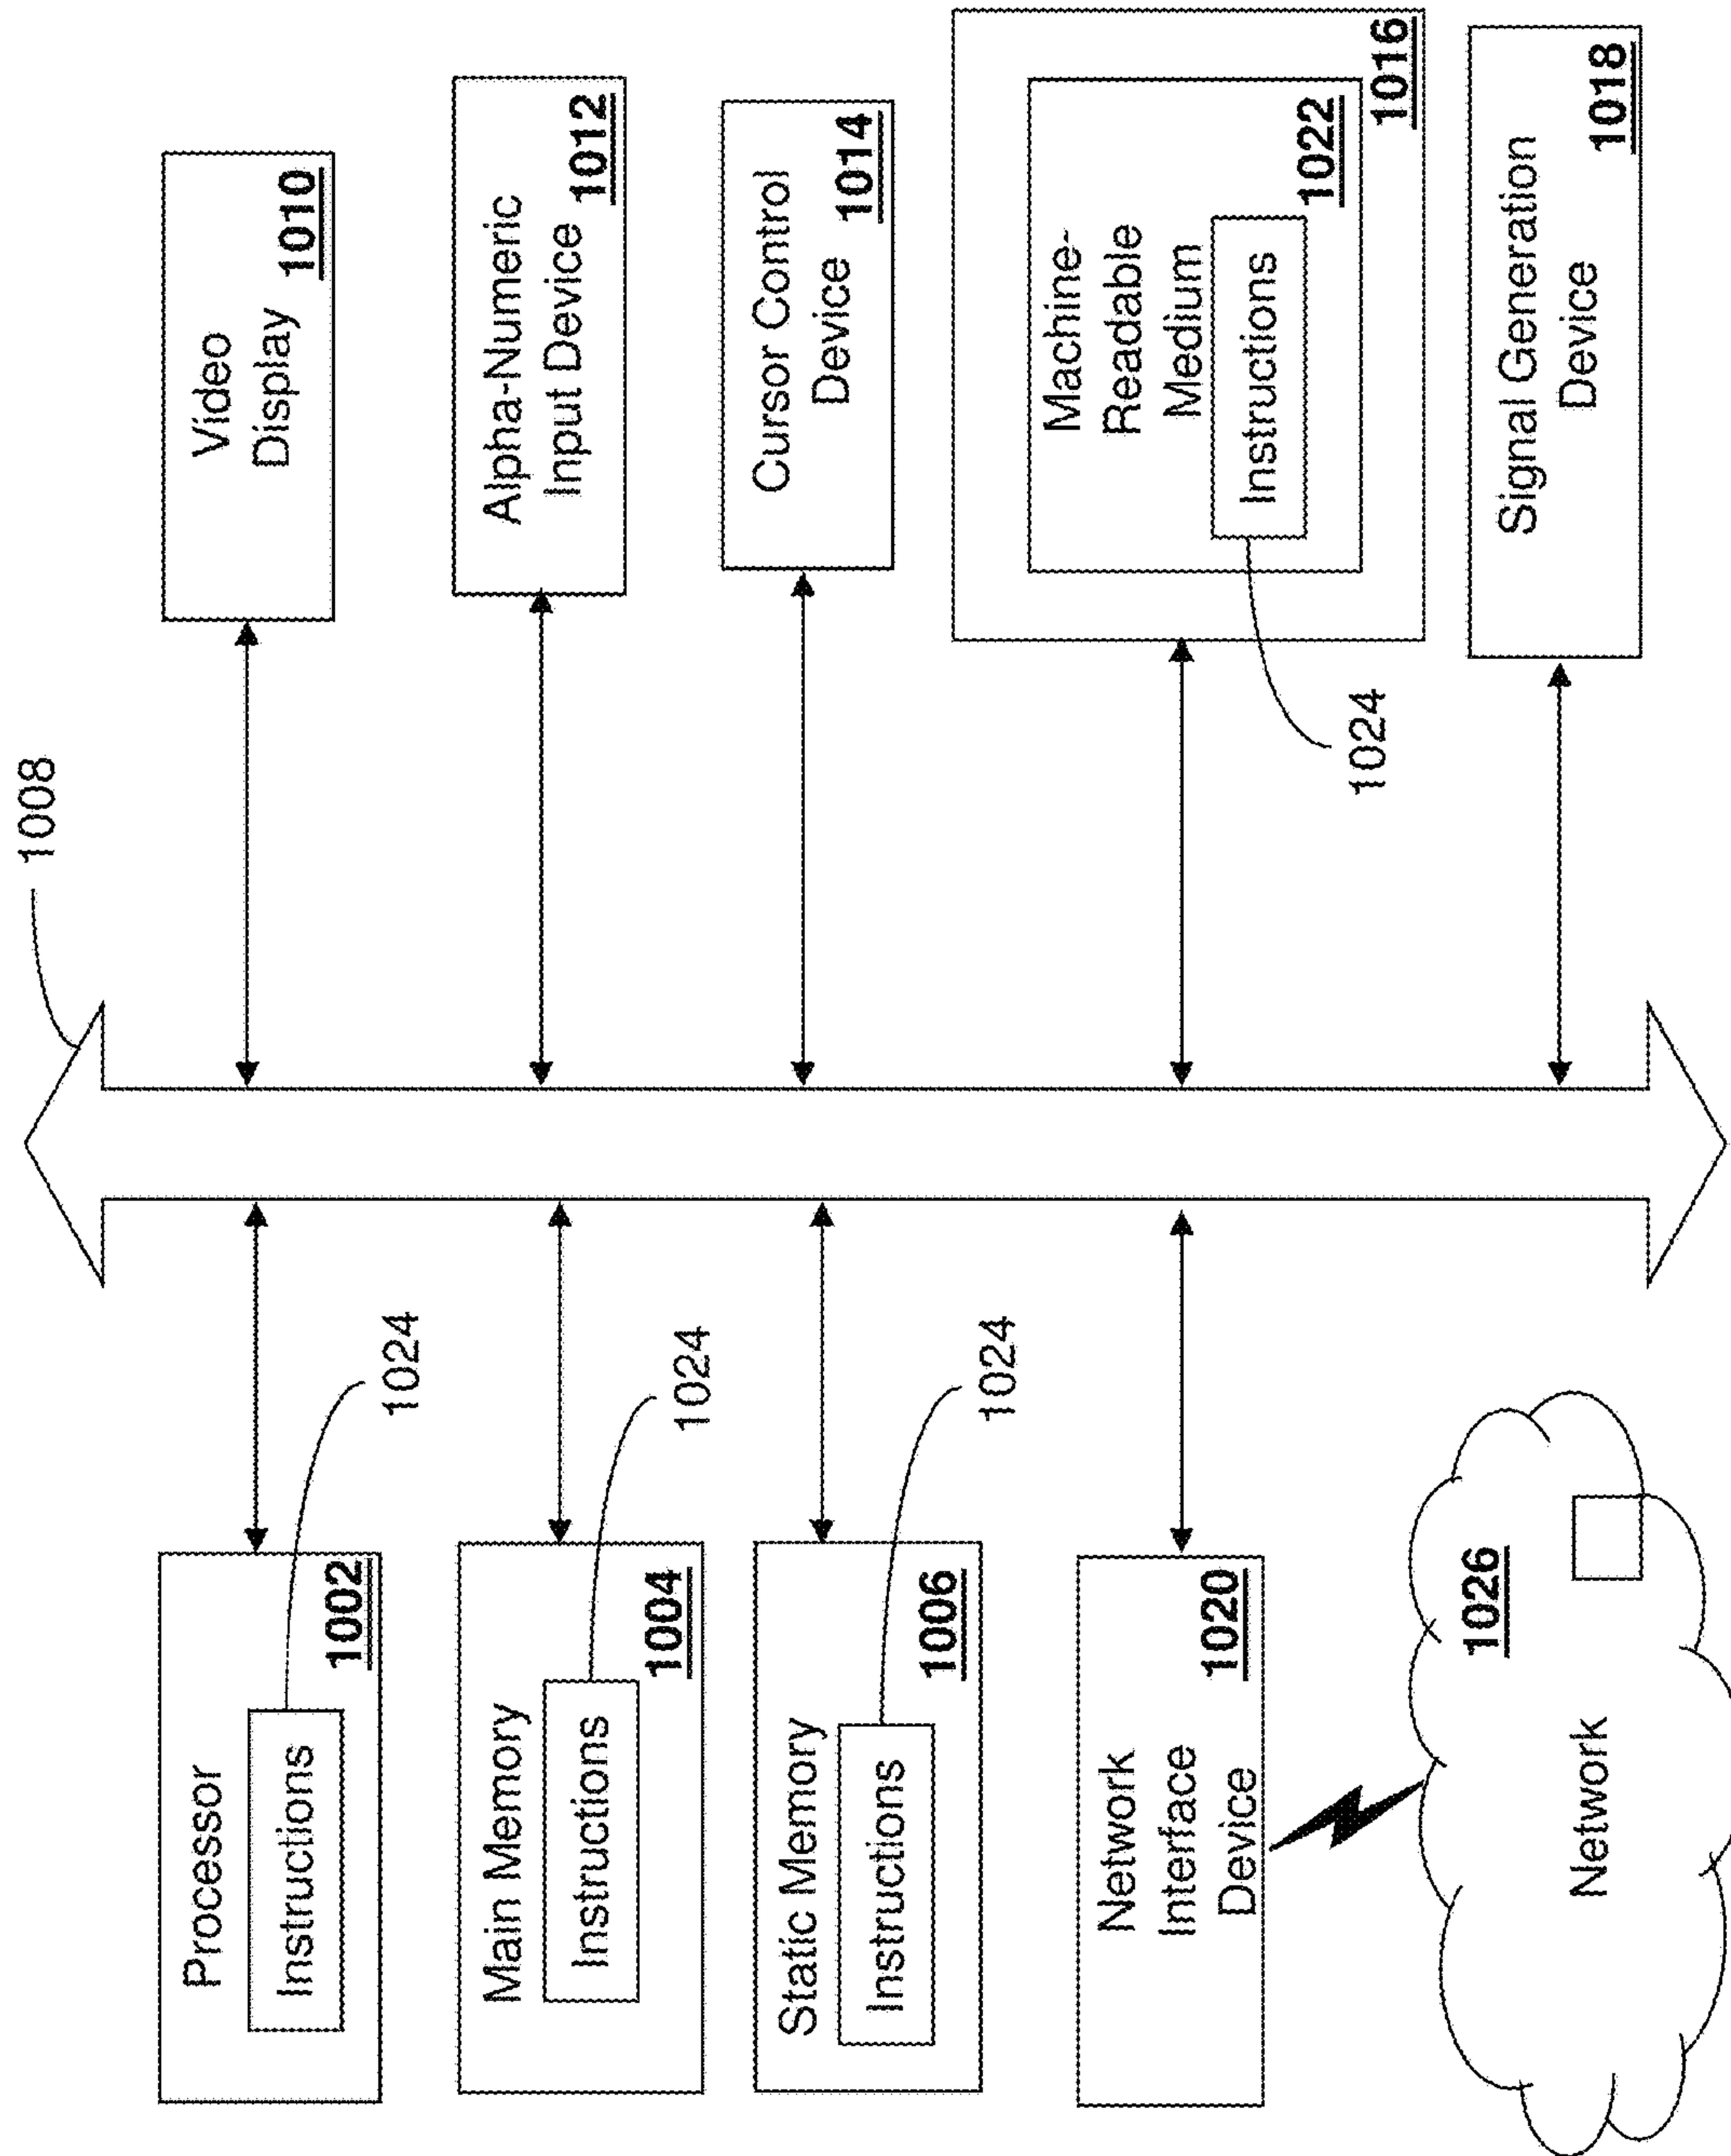 1008
Processor
Instructions
1002
1024
Main Memory
Instructions
1004
1024
Static Memory
Instructions
1006
1024
Network
Interface
Device
1020
1026
Network
Video
Display
1010
Alpha-Numeric
Input Device
1012
Cursor Control
Device
1014
Machine-
Readable
Medium
1022
Instructions
1016
1024
Signal Generation
Device
1018